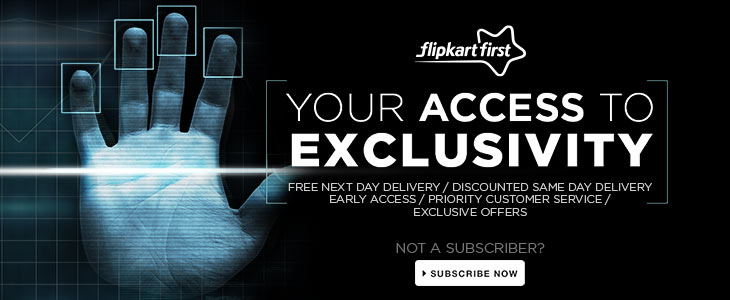 flipkart first
YOUR ACCESS TO
EXCLUSIVITY
FREE NEXT DAY DELIVERY / DISCOUNTED SAME DAY DELIVERY
EARLY ACCESS / PRIORITY CUSTOMER SERVICE /
EXCLUSIVE OFFERS
NOT A SUBSCRIBER?
SUBSCRIBE NOW